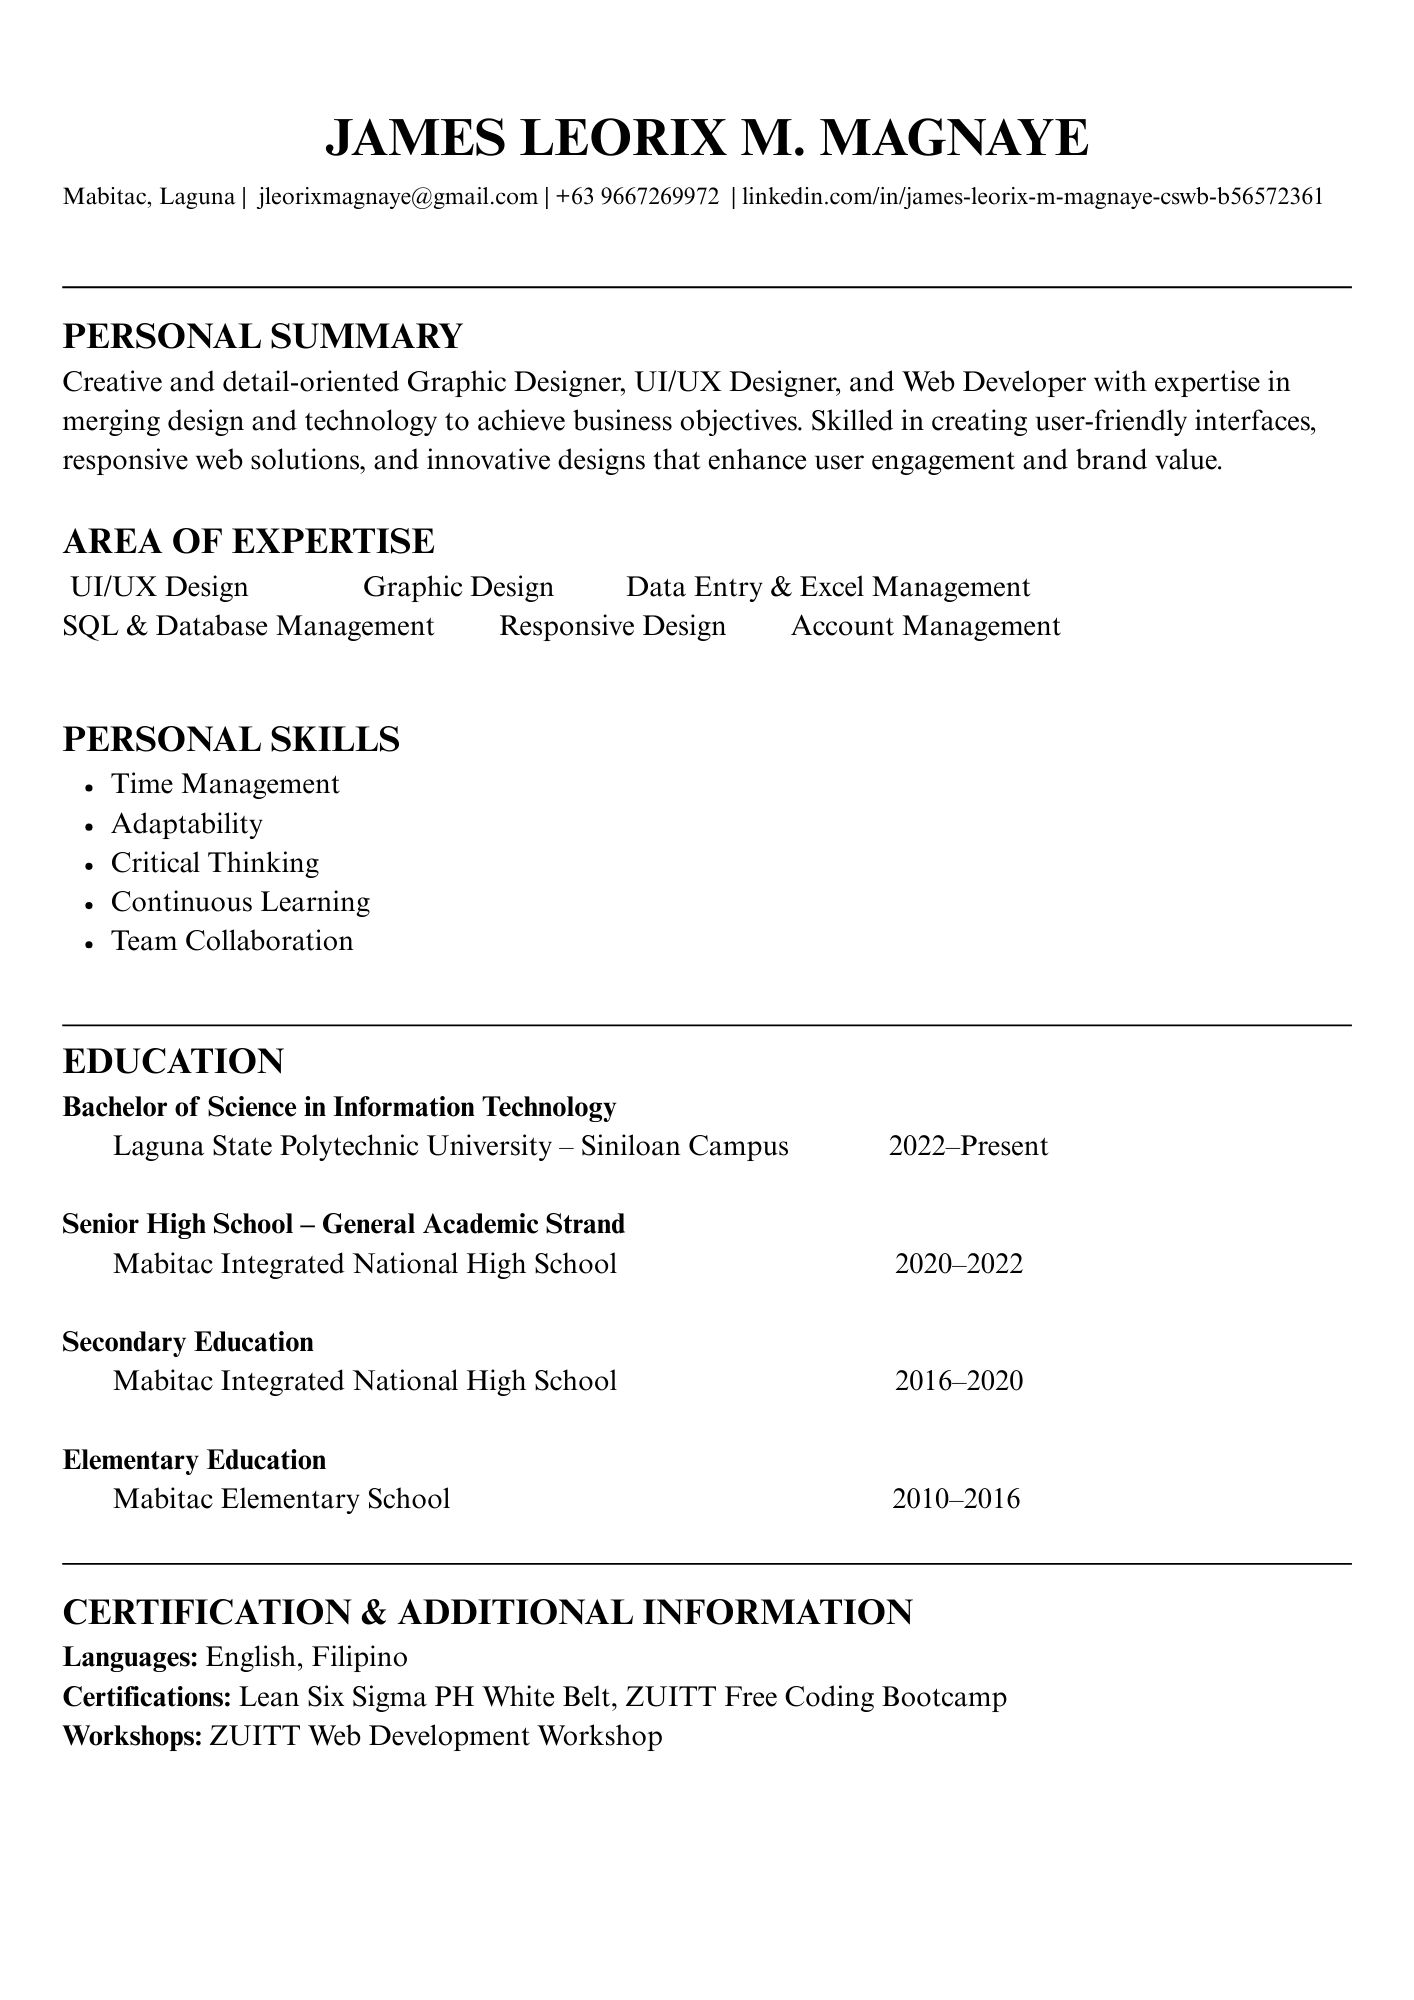 JAMES LEORIX M. MAGNAYE
Mabitac, Laguna | jleorixmagnaye@gmail.com | +63 9667269972 | linkedin.com/in/james-leorix-m-magnaye-cswb-b56572361
PERSONAL SUMMARY
Creative and detail-oriented Graphic Designer, UI/UX Designer, and Web Developer with expertise in
merging design and technology to achieve business objectives. Skilled in creating user-friendly interfaces,
responsive web solutions, and innovative designs that enhance user engagement and brand value.
AREA OF EXPERTISE
UI/UX Design Graphic Design Data Entry & Excel Management
SQL & Database Management Responsive Design Account Management
PERSONAL SKILLS
• Time Management
• Adaptability
• Critical Thinking
• Continuous Learning
• Team Collaboration
EDUCATION
Bachelor of Science in Information Technology
Laguna State Polytechnic University – Siniloan Campus 2022–Present
Senior High School – General Academic Strand
Mabitac Integrated National High School 2020–2022
Secondary Education
Mabitac Integrated National High School 2016–2020
Elementary Education
Mabitac Elementary School 2010–2016
CERTIFICATION & ADDITIONAL INFORMATION
Languages: English, Filipino
Certifications: Lean Six Sigma PH White Belt, ZUITT Free Coding Bootcamp
Workshops: ZUITT Web Development Workshop